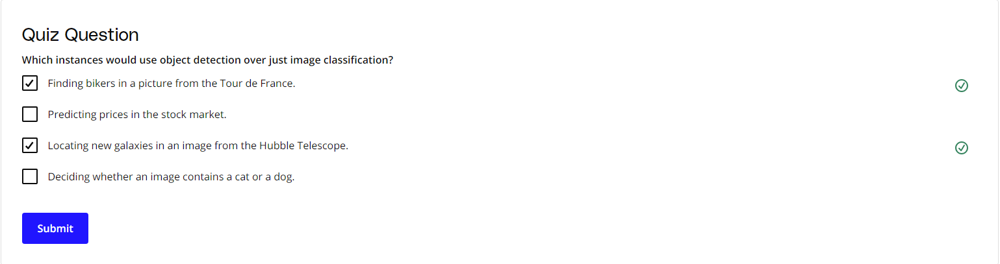 Quiz Question
Which instances would use object detection over just image classification?
Finding bikers in a picture from the Tour de France.
Predicting prices in the stock market.
Locating new galaxies in an image from the Hubble Telescope.
Deciding whether an image contains a cat or a dog.
Submit